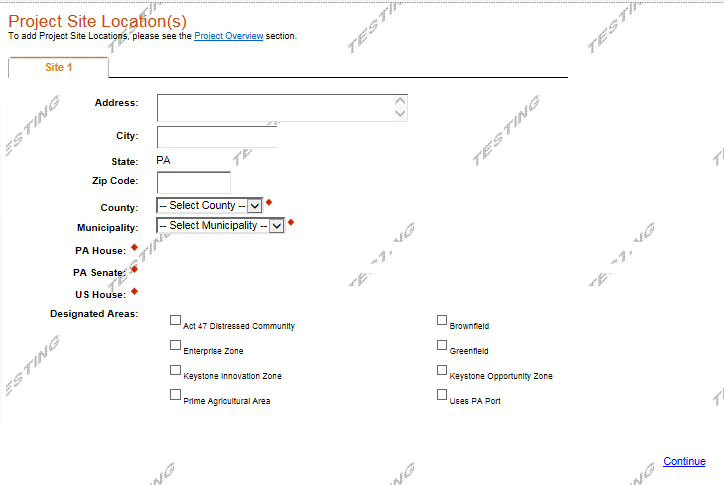 Project Site Location(s)
To add Project Site Locations, please see the Project Overview section.
Site 1
Address:
City:
State: PA
Zip Code:
County: -- Select County -- *
Municipality: -- Select Municipality -- *
PA House:
PA Senate:
US House:
Designated Areas:
Act 47 Distressed Community
Brownfield
Enterprise Zone
Greenfield
Keystone Innovation Zone
Keystone Opportunity Zone
Prime Agricultural Area
Uses PA Port
Continue
TESTING
TESTING
TESTING
TESTING